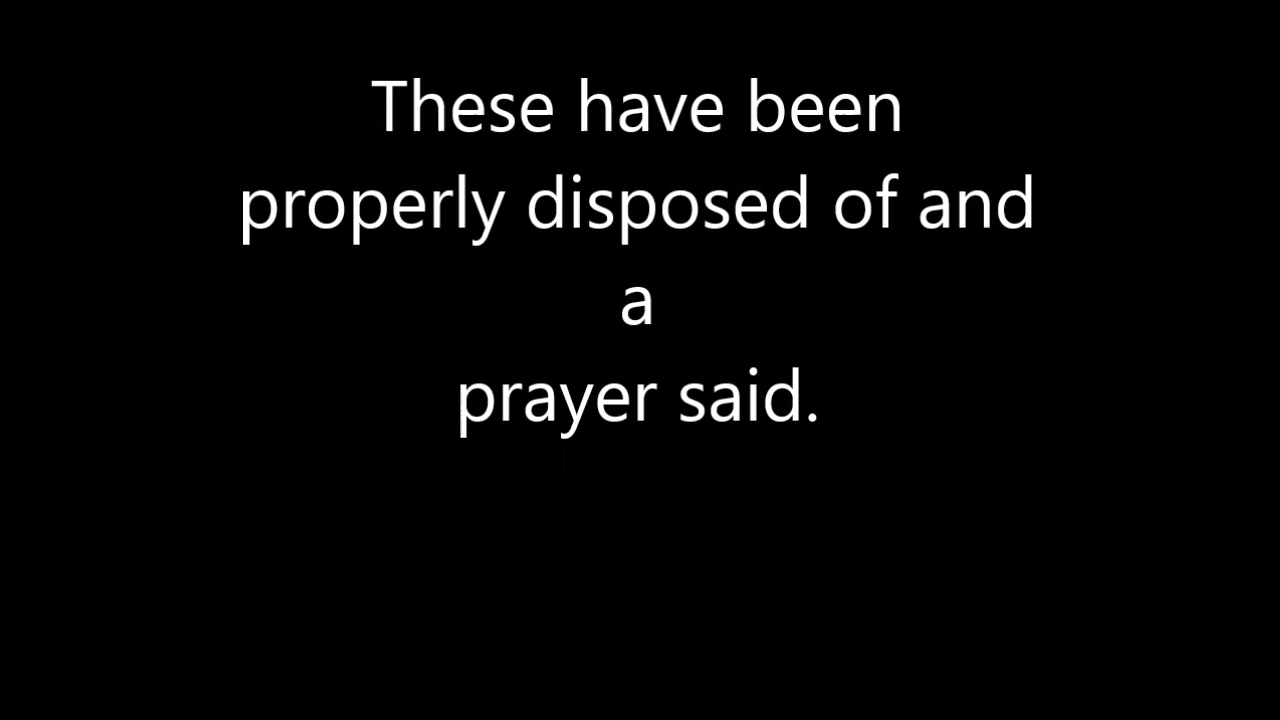 These have been
properly disposed of and
a
prayer said.